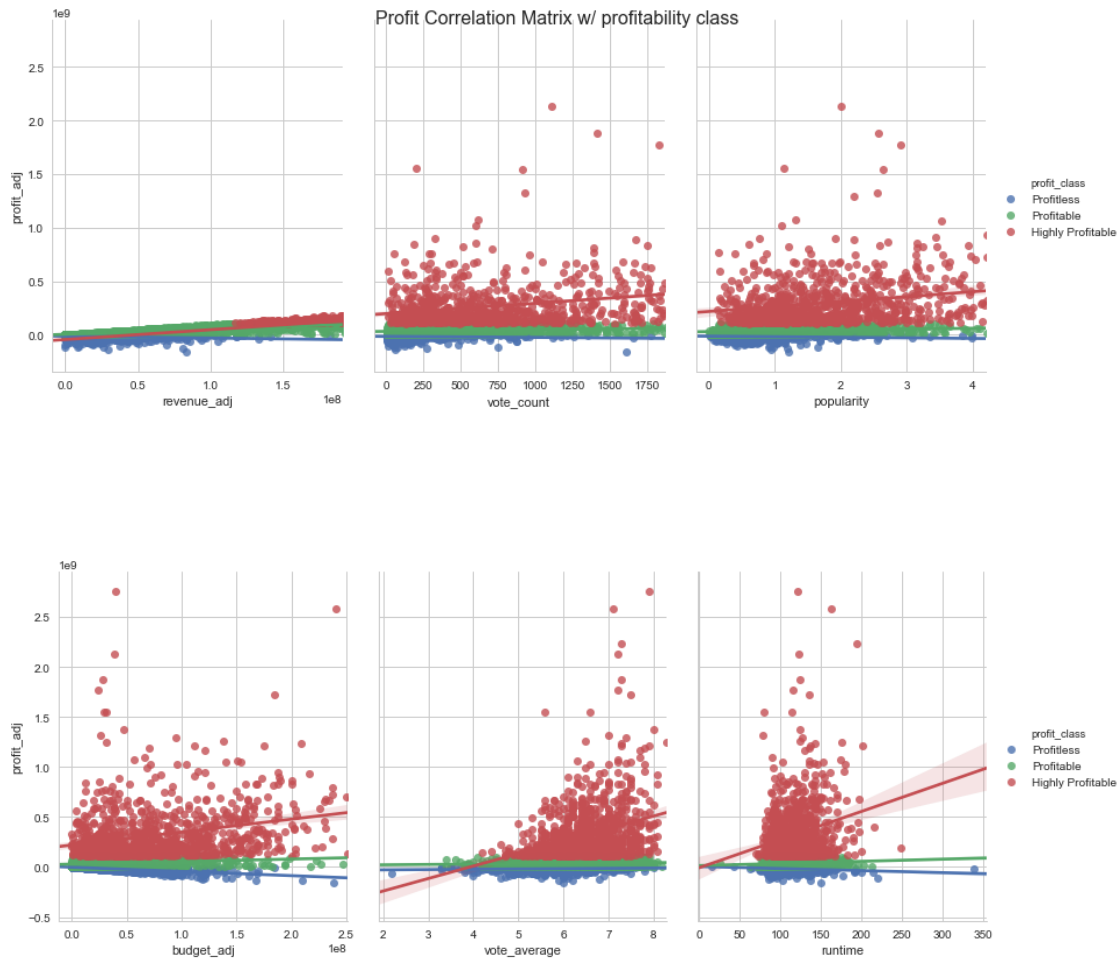 Profit Correlation Matrix w/ profitability class
1e9
2.5
2.0
1.5
1.0
0.5
0.0
profit_adj
0.0 0.5 1.0 1.5
1e8
revenue_adj
0 250 500 750 1000 1250 1500 1750
vote_count
0 1 2 3 4
popularity
profit_class
Profitless
Profitable
Highly Profitable
1e9
2.5
2.0
1.5
1.0
0.5
0.0
−0.5
profit_adj
0.0 0.5 1.0 1.5 2.0 2.5
1e8
budget_adj
2 3 4 5 6 7 8
vote_average
0 50 100 150 200 250 300 350
runtime
profit_class
Profitless
Profitable
Highly Profitable